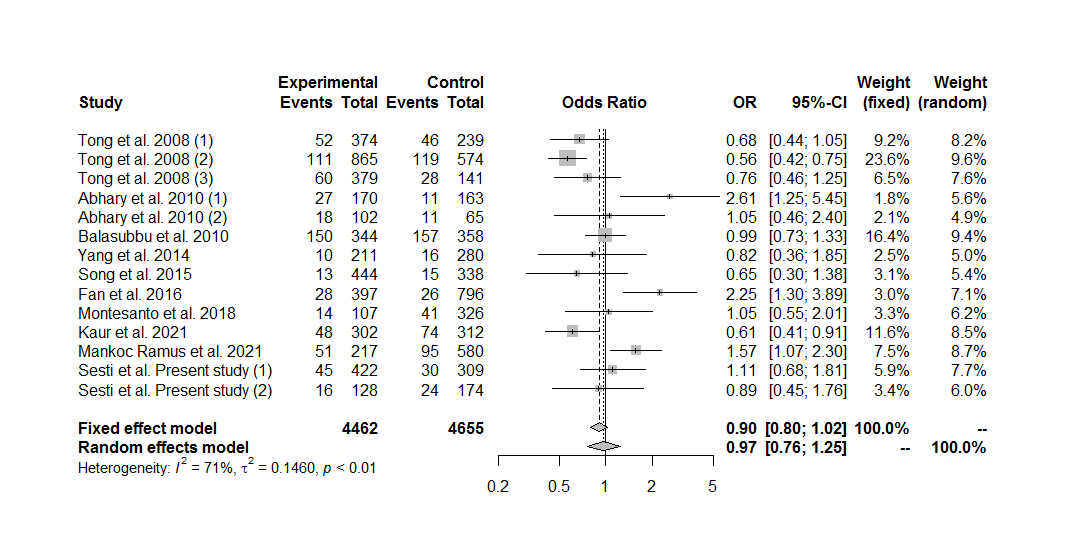 Experimental Control Weight Weight
Study Events Total Events Total Odds Ratio OR 95%-CI (fixed) (random)
Tong et al. 2008 (1) 52 374 46 239 0.68 [0.44; 1.05] 9.2% 8.2%
Tong et al. 2008 (2) 111 865 119 574 0.56 [0.42; 0.75] 23.6% 9.6%
Tong et al. 2008 (3) 60 379 28 141 0.76 [0.46; 1.25] 6.5% 7.6%
Abhary et al. 2010 (1) 27 170 11 163 2.61 [1.25; 5.45] 1.8% 5.6%
Abhary et al. 2010 (2) 18 102 11 65 1.05 [0.46; 2.40] 2.1% 4.9%
Balasubbu et al. 2010 150 344 157 358 0.99 [0.73; 1.33] 16.4% 9.4%
Yang et al. 2014 10 211 16 280 0.82 [0.36; 1.85] 2.5% 5.0%
Song et al. 2015 13 444 15 338 0.65 [0.30; 1.38] 3.1% 5.4%
Fan et al. 2016 28 397 26 796 2.25 [1.30; 3.89] 3.0% 7.1%
Montesanto et al. 2018 14 107 41 326 1.05 [0.55; 2.01] 3.3% 6.3%
Kaur et al. 2021 48 302 74 312 0.61 [0.41; 0.91] 11.6% 8.5%
Mankoc Ramus et al. 2021 51 217 95 580 1.57 [1.07; 2.30] 7.5% 8.7%
Sesti et al. Present study (1) 45 422 30 309 1.11 [0.68; 1.81] 5.9% 7.7%
Sesti et al. Present study (2) 16 128 24 174 0.89 [0.45; 1.76] 3.4% 6.0%
Fixed effect model 4462 4655 0.90 [0.80; 1.02] 100.0% --
Random effects model 0.97 [0.76; 1.25] -- 100.0%
Heterogeneity: I² = 71%, τ² = 0.1460, p < 0.01
0.2 0.5 1 2 5